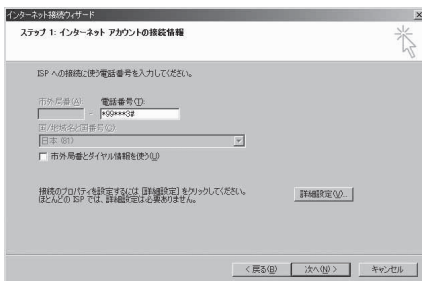 インターネット接続ウィザード
ステップ 1: インターネット アカウントの接続情報
ISP への接続に使う電話番号を入力してください。
市外局番(A): 電話番号(T):
- *99***3#
国/地域名と国番号(O):
日本 (81)
市外局番とダイヤル情報を使う(U)
接続のプロパティを設定するには [詳細設定] をクリックしてください。
ほとんどの ISP では、詳細設定は必要ありません。
詳細設定(V)...
< 戻る(B) 次へ(N) > キャンセル